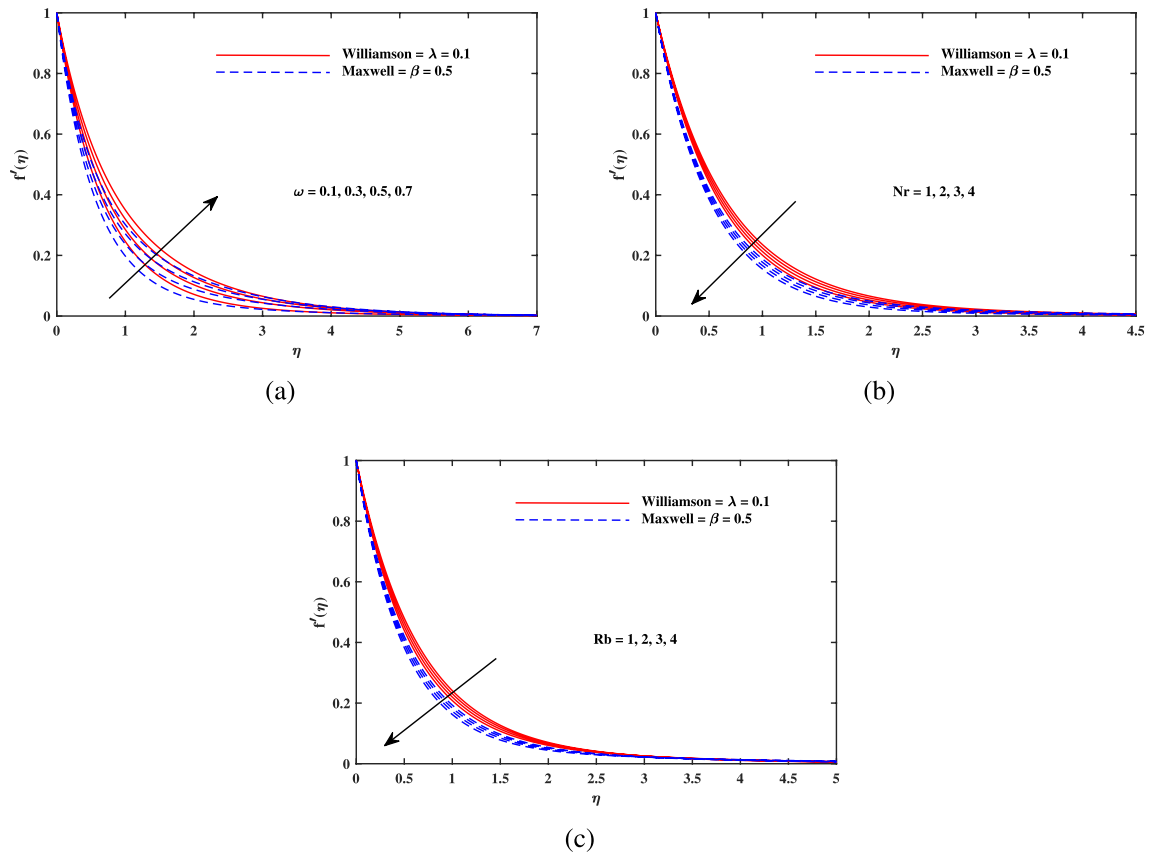 1
0.8
0.6
0.4
0.2
0
f′(η)
Williamson = λ = 0.1
Maxwell = β = 0.5
ω = 0.1, 0.3, 0.5, 0.7
0 1 2 3 4 5 6 7
η
(a)
1
0.8
0.6
0.4
0.2
0
f′(η)
Williamson = λ = 0.1
Maxwell = β = 0.5
Nr = 1, 2, 3, 4
0 0.5 1 1.5 2 2.5 3 3.5 4 4.5
η
(b)
1
0.8
0.6
0.4
0.2
0
f′(η)
Williamson = λ = 0.1
Maxwell = β = 0.5
Rb = 1, 2, 3, 4
0 0.5 1 1.5 2 2.5 3 3.5 4 4.5 5
η
(c)